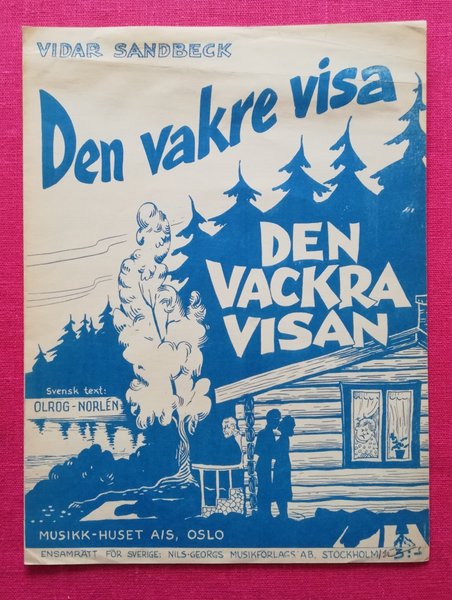 VIDAR SANDBECK
Den vakre visa
DEN
VACKRA
VISAN
Svensk text:
OLROG - NORLÉN
MUSIKK-HUSET A/S, OSLO
ENSAMRÄTT FÖR SVERIGE: NILS-GEORGS MUSIKFÖRLAGS AB, STOCKHOLM
3:-